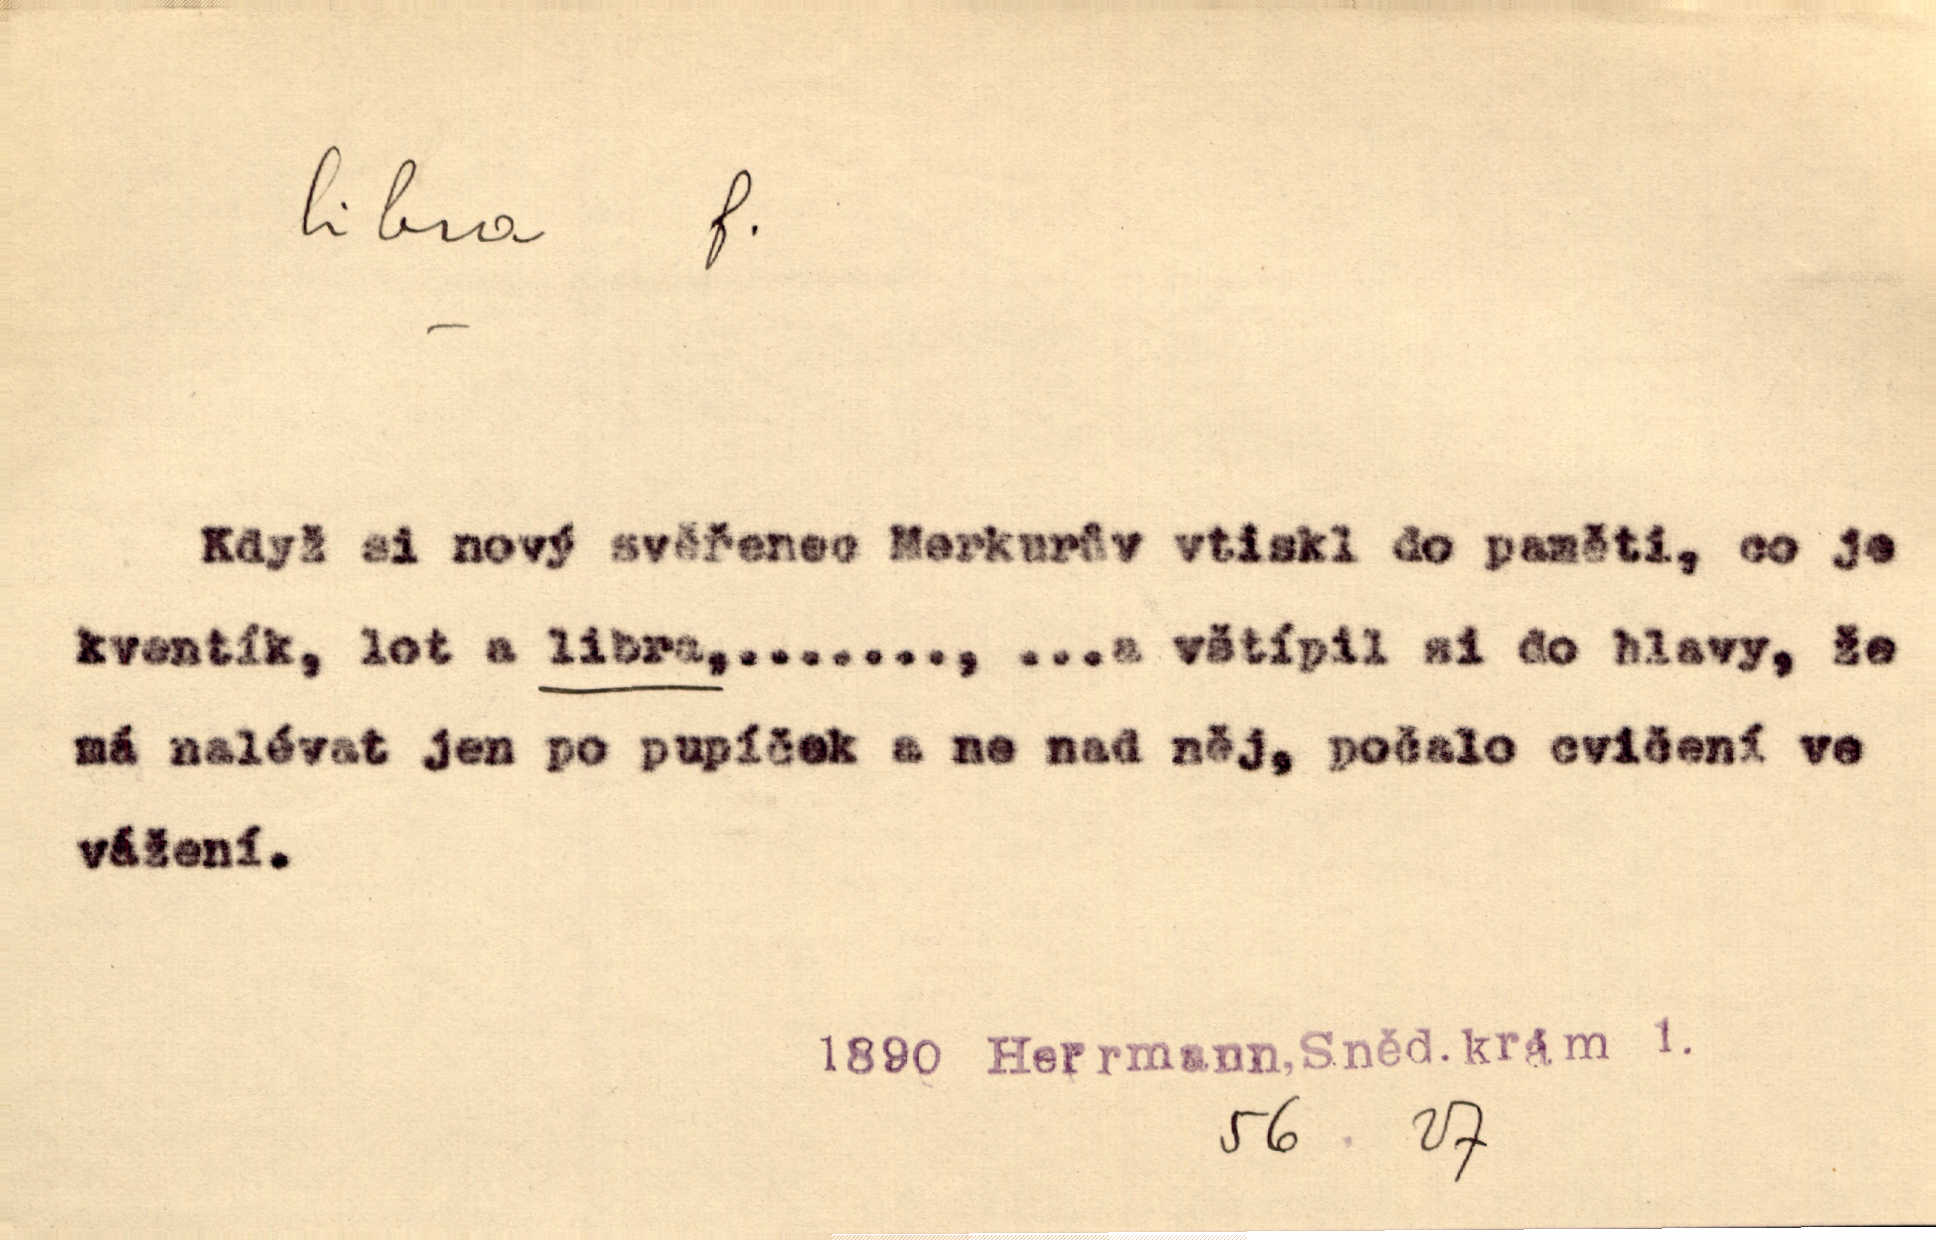 libra f.
Když si nový svěřenec Merkurův vtiskl do paměti, co je
kventík, lot a libra,........, ...a vštípil si do hlavy, že
má nalévat jen po pupíček a ne nad něj, počalo cvičení ve
vážení.
1890 Herrmann,Sněd.krám 1.
56 27